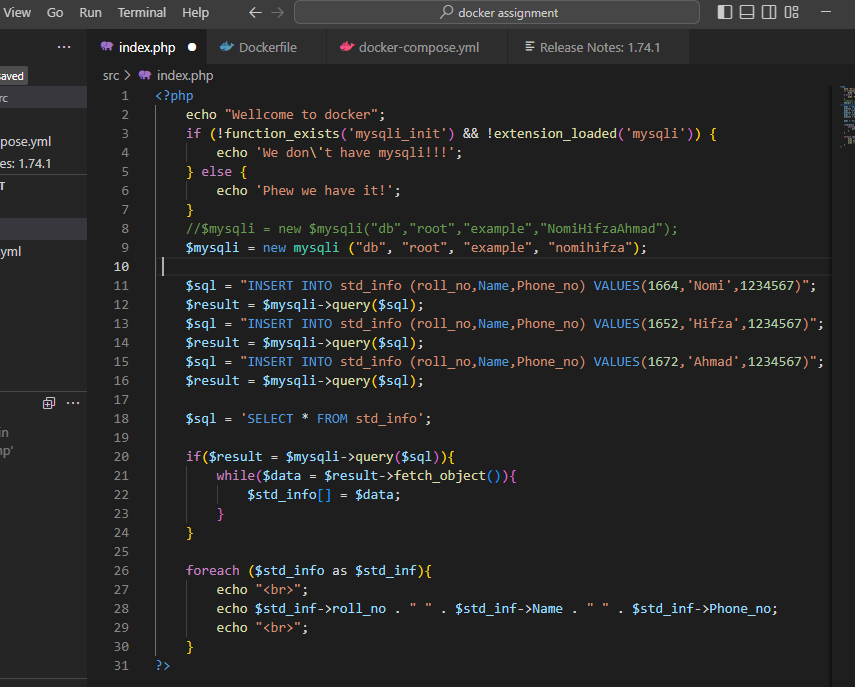 View Go Run Terminal Help docker assignment
index.php Dockerfile docker-compose.yml Release Notes: 1.74.1
src > index.php
1 <?php
2 echo "Wellcome to docker";
3 if (!function_exists('mysqli_init') && !extension_loaded('mysqli')) {
4 echo 'We don\'t have mysqli!!!';
5 } else {
6 echo 'Phew we have it!';
7 }
8 //$mysqli = new $mysqli("db","root","example","NomiHifzaAhmad");
9 $mysqli = new mysqli ("db", "root", "example", "nomihifza");
10
11 $sql = "INSERT INTO std_info (roll_no,Name,Phone_no) VALUES(1664,'Nomi',1234567)";
12 $result = $mysqli->query($sql);
13 $sql = "INSERT INTO std_info (roll_no,Name,Phone_no) VALUES(1652,'Hifza',1234567)";
14 $result = $mysqli->query($sql);
15 $sql = "INSERT INTO std_info (roll_no,Name,Phone_no) VALUES(1672,'Ahmad',1234567)";
16 $result = $mysqli->query($sql);
17
18 $sql = 'SELECT * FROM std_info';
19
20 if($result = $mysqli->query($sql)){
21 while($data = $result->fetch_object()){
22 $std_info[] = $data;
23 }
24 }
25
26 foreach ($std_info as $std_inf){
27 echo "<br>";
28 echo $std_inf->roll_no . " " . $std_inf->Name . " " . $std_inf->Phone_no;
29 echo "<br>";
30 }
31 ?>
saved
rc
pose.yml
es: 1.74.1
T
yml
in
np'